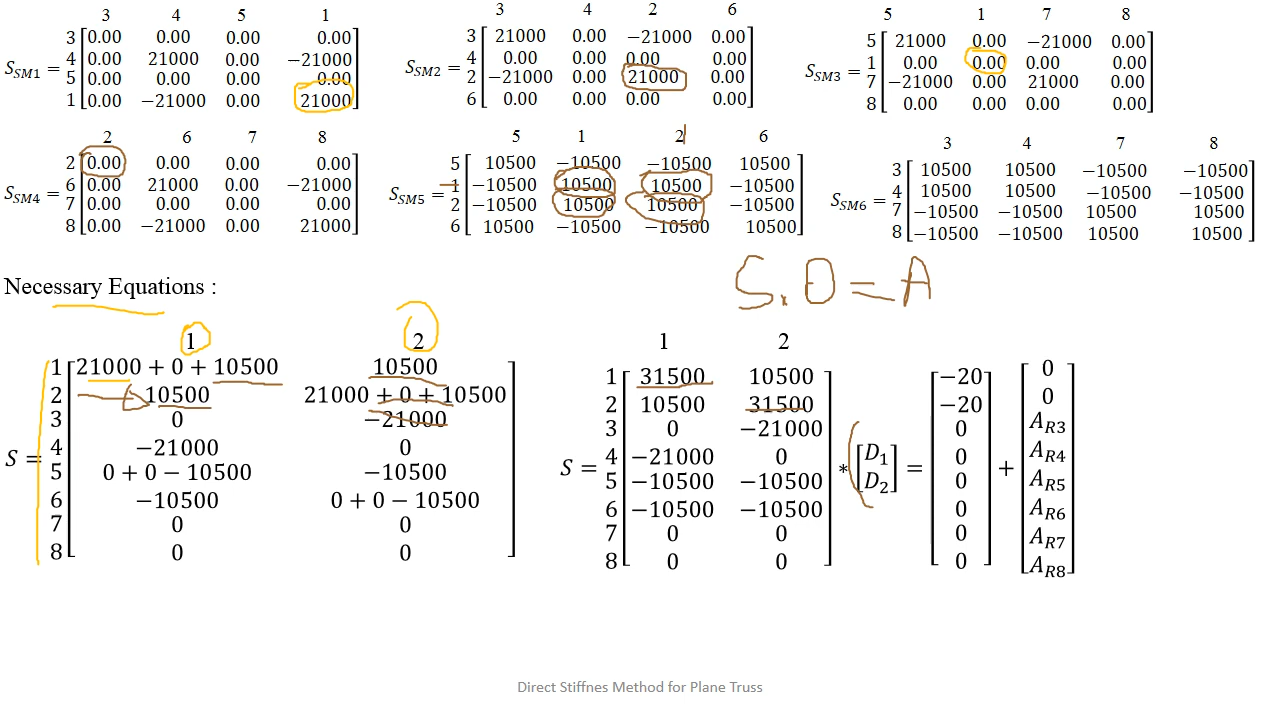 3 4 5 1
S_SM1 =
3 [0.00 0.00 0.00 0.00]
4 [0.00 21000 0.00 −21000]
5 [0.00 0.00 0.00 0.00]
1 [0.00 −21000 0.00 21000]
3 4 2 6
S_SM2 =
3 [21000 0.00 −21000 0.00]
4 [0.00 0.00 0.00 0.00]
2 [−21000 0.00 21000 0.00]
6 [0.00 0.00 0.00 0.00]
5 1 7 8
S_SM3 =
5 [21000 0.00 −21000 0.00]
1 [0.00 0.00 0.00 0.00]
7 [−21000 0.00 21000 0.00]
8 [0.00 0.00 0.00 0.00]
2 6 7 8
S_SM4 =
2 [0.00 0.00 0.00 0.00]
6 [0.00 21000 0.00 −21000]
7 [0.00 0.00 0.00 0.00]
8 [0.00 −21000 0.00 21000]
5 1 2 6
S_SM5 =
5 [10500 −10500 −10500 10500]
1 [−10500 10500 10500 −10500]
2 [−10500 10500 10500 −10500]
6 [10500 −10500 −10500 10500]
3 4 7 8
S_SM6 =
3 [10500 10500 −10500 −10500]
4 [10500 10500 −10500 −10500]
7 [−10500 −10500 10500 10500]
8 [−10500 −10500 10500 10500]
Necessary Equations :
S. D = A
1 2
S =
1 [21000 + 0 + 10500 10500]
2 [10500 21000 + 0 + 10500]
3 [0 −21000]
4 [−21000 0]
5 [0 + 0 − 10500 −10500]
6 [−10500 0 + 0 − 10500]
7 [0 0]
8 [0 0]
1 2
S =
1 [31500 10500] [−20] [0]
2 [10500 31500] [−20] [0]
3 [0 −21000] [0] [A_R3]
4 [−21000 0] [D_1] [0] [A_R4]
* = +
5 [−10500 −10500] [D_2] [0] [A_R5]
6 [−10500 −10500] [0] [A_R6]
7 [0 0] [0] [A_R7]
8 [0 0] [0] [A_R8]
Direct Stiffnes Method for Plane Truss